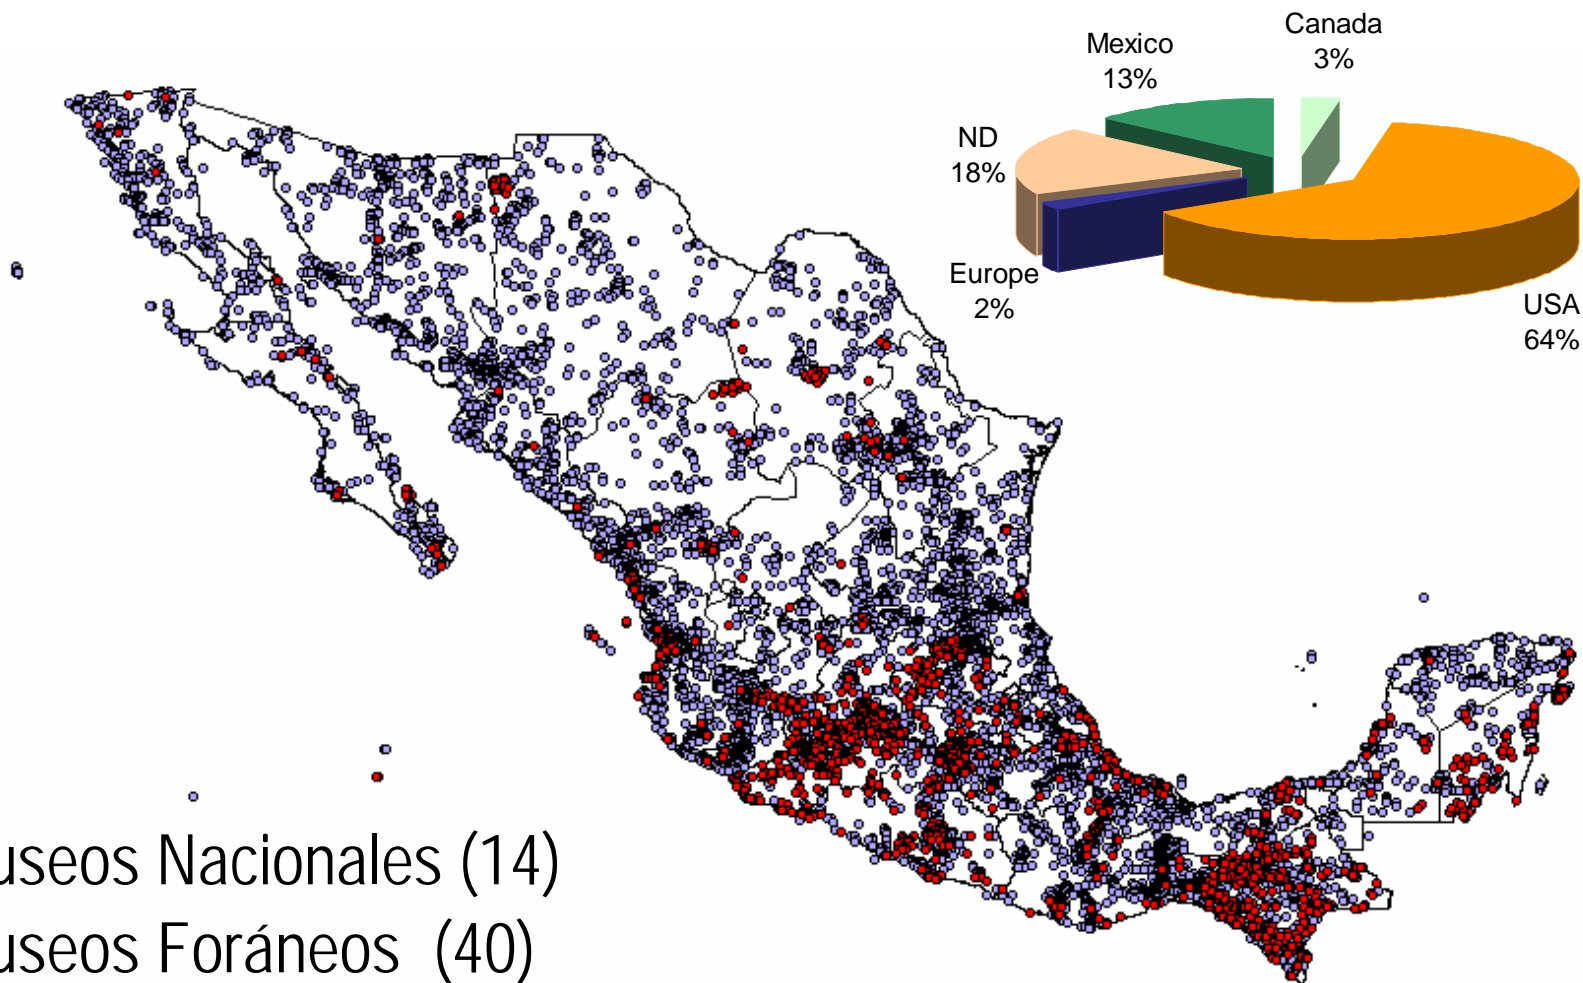 Canada
3%
Mexico
13%
ND
18%
Europe
2%
USA
64%
useos Nacionales (14)
useos Foráneos (40)